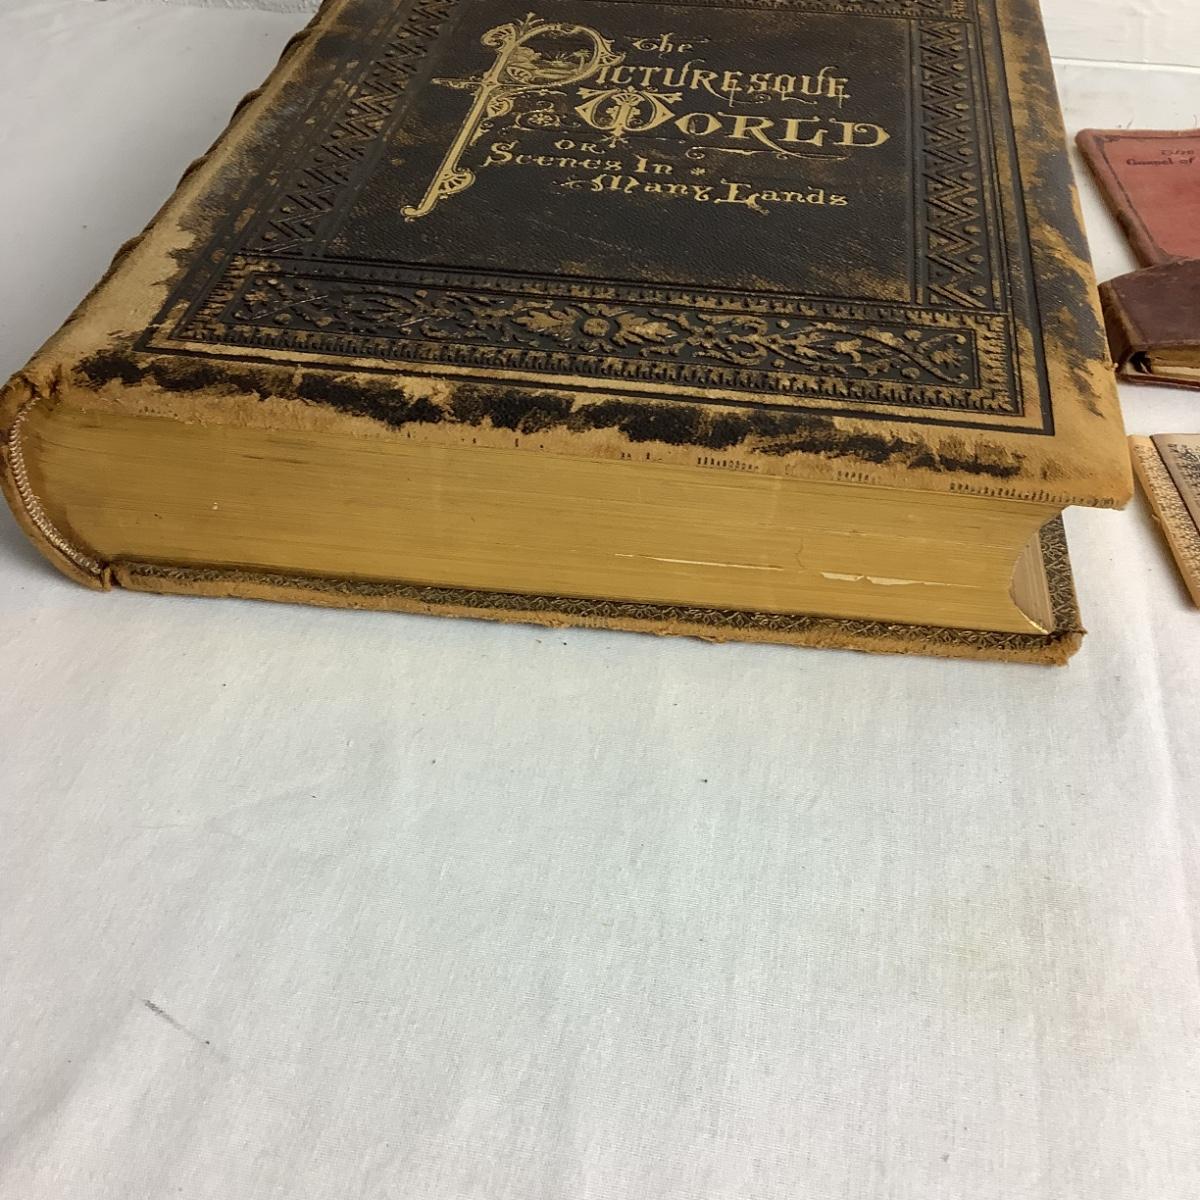 The
Picturesque
World
or,
Scenes In
Many Lands
Gospel of